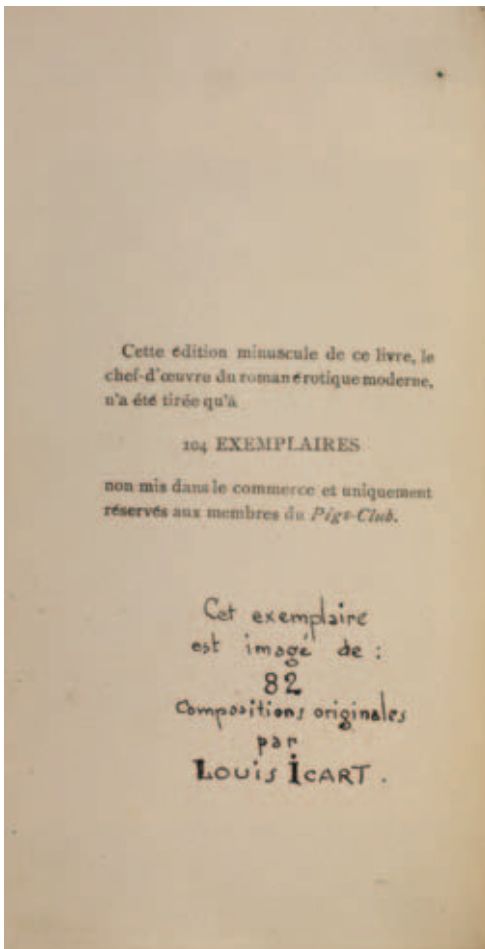 Cette édition minuscule de ce livre, le
chef-d'œuvre du roman érotique moderne,
n'a été tirée qu'à
104 EXEMPLAIRES
non mis dans le commerce et uniquement
réservés aux membres du Pigs-Club.
Cet exemplaire
est imagé de :
82
Compositions originales
par
Louis Icart.